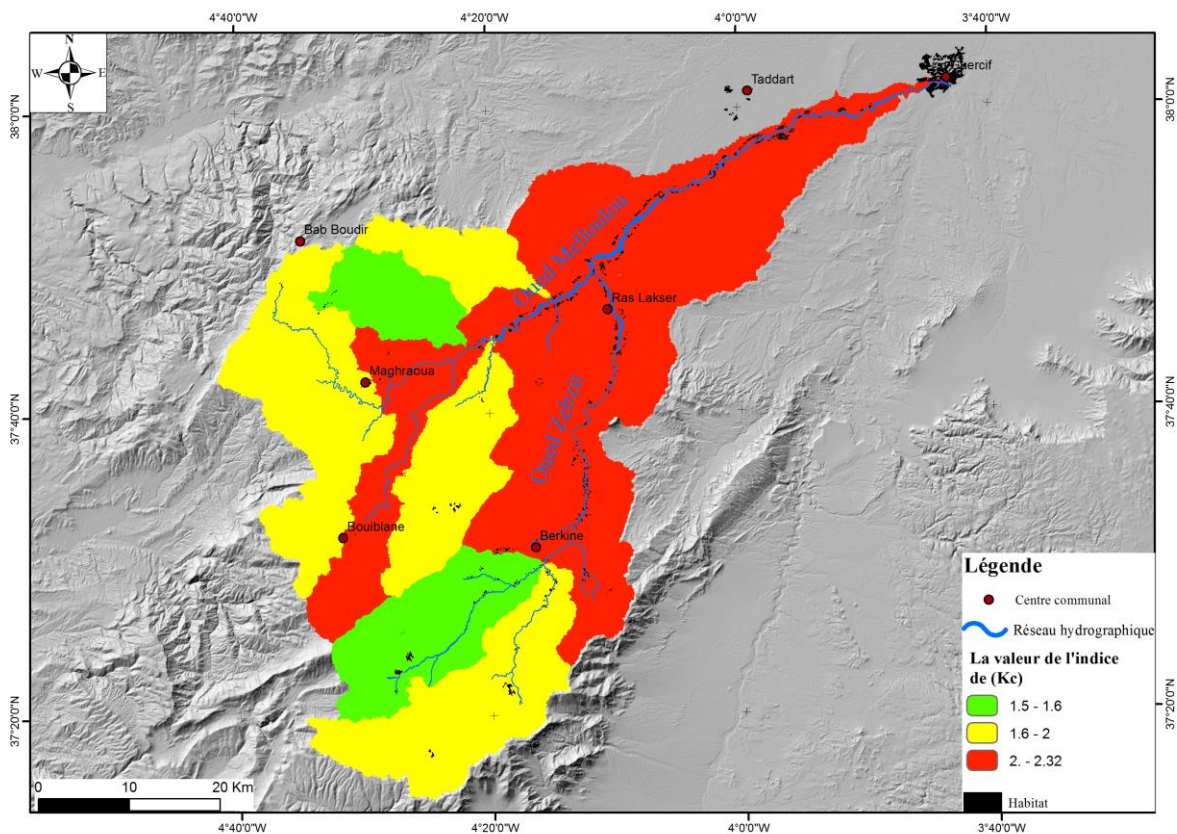 4°40'0"W
4°20'0"W
4°0'0"W
3°40'0"W
N
W
E
S
Guercif
Taddart
38°0'0"N
38°0'0"N
Bab Boudir
Oued Melloulou
Ras Lakser
Maghraoua
Oued Zebzit
37°40'0"N
37°40'0"N
Bouiblane
Berkine
Légende
Centre communal
Réseau hydrographique
La valeur de l'indice
de (Kc)
1.5 - 1.6
1.6 - 2
2. - 2.32
Habitat
37°20'0"N
37°20'0"N
0 10 20 Km
4°40'0"W
4°20'0"W
4°0'0"W
3°40'0"W